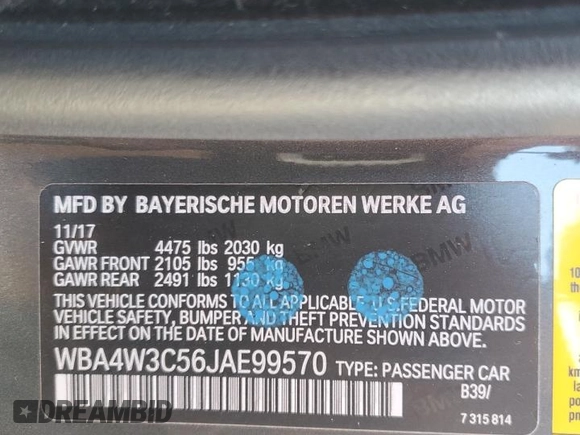 MFD BY BAYERISCHE MOTOREN WERKE AG
11/17
GVWR 4475 lbs 2030 kg
GAWR FRONT 2105 lbs 955 kg
GAWR REAR 2491 lbs 1130 kg
THIS VEHICLE CONFORMS TO ALL APPLICABLE U.S. FEDERAL MOTOR
VEHICLE SAFETY, BUMPER AND THEFT PREVENTION STANDARDS
IN EFFECT ON THE DATE OF MANUFACTURE SHOWN ABOVE.
WBA4W3C56JAE99570 TYPE: PASSENGER CAR
B39/
7 315 814
BMW
BMW
DREAMBID